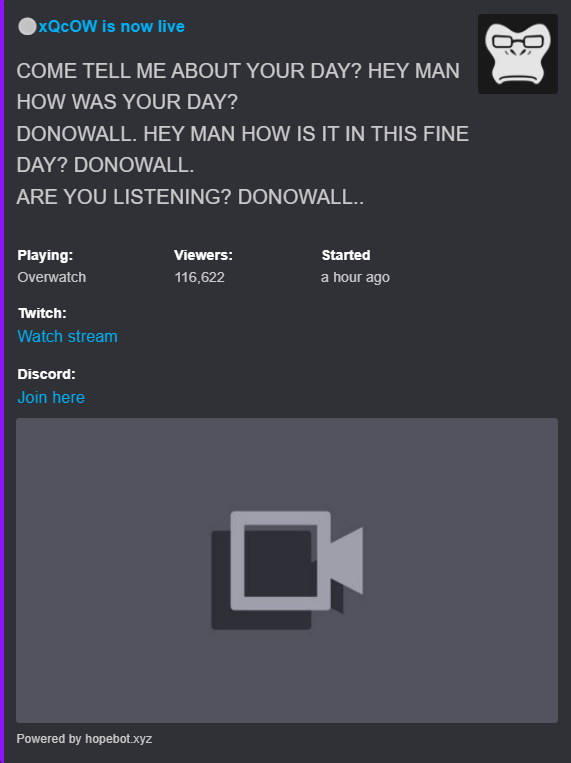 xQcOW is now live
COME TELL ME ABOUT YOUR DAY? HEY MAN
HOW WAS YOUR DAY?
DONOWALL. HEY MAN HOW IS IT IN THIS FINE
DAY? DONOWALL.
ARE YOU LISTENING? DONOWALL..
Playing: Viewers: Started
Overwatch 116,622 a hour ago
Twitch:
Watch stream
Discord:
Join here
Powered by hopebot.xyz